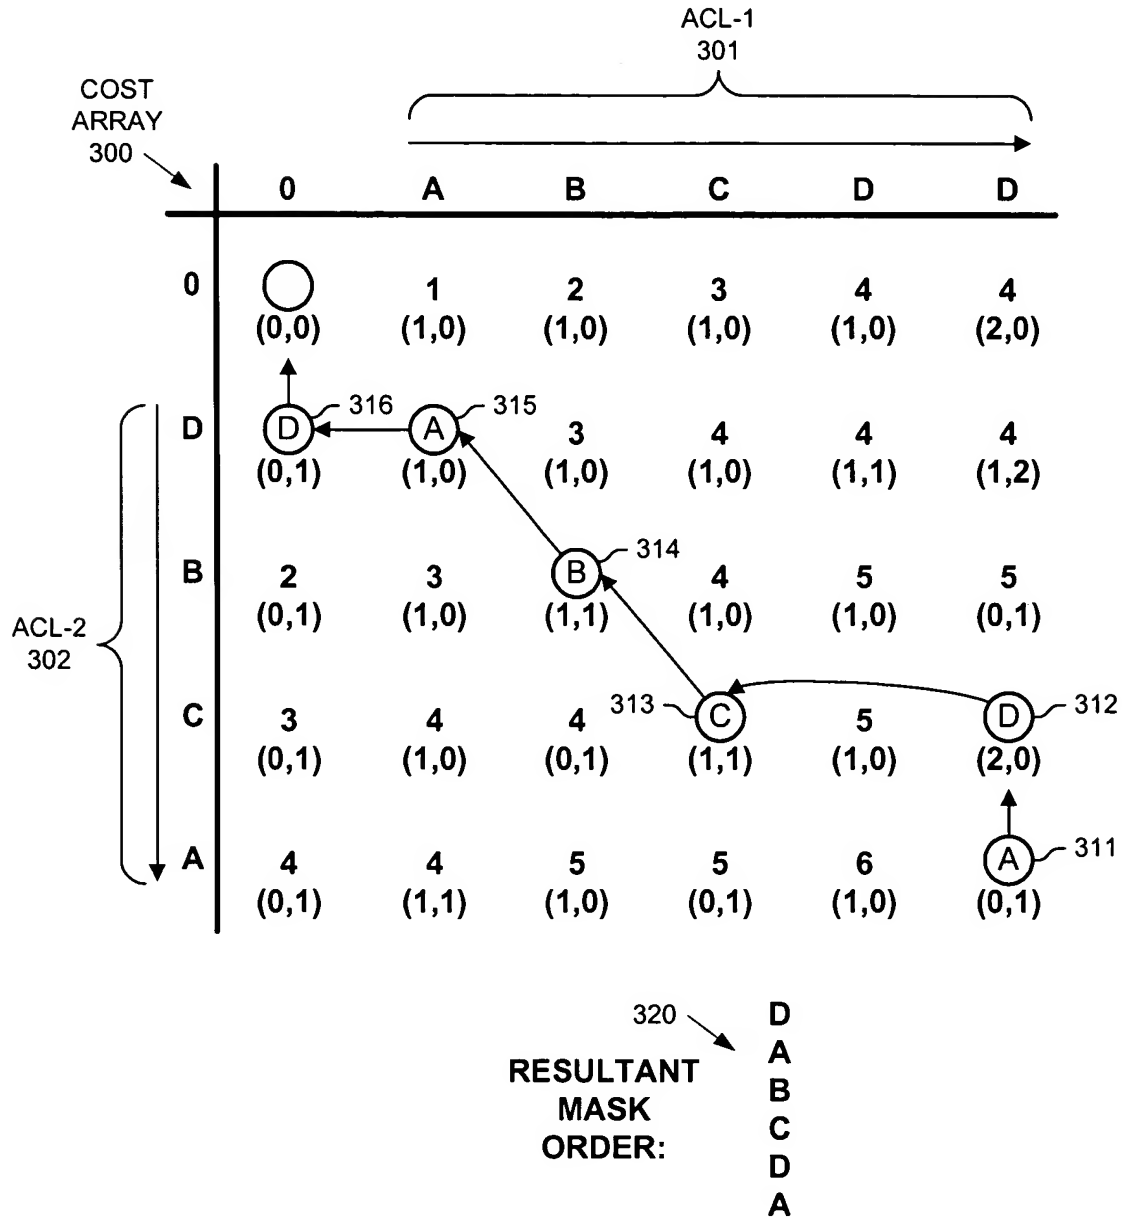 ACL-1
301
COST
ARRAY
300
0 A B C D D
0 1 2 3 4 4
(0,0) (1,0) (1,0) (1,0) (1,0) (2,0)
D D 316 A 315 3 4 4 4
(0,1) (1,0) (1,0) (1,0) (1,1) (1,2)
B 2 3 B 314 4 5 5
(0,1) (1,0) (1,1) (1,0) (1,0) (0,1)
ACL-2
302
C 3 4 4 313 C 5 D 312
(0,1) (1,0) (0,1) (1,1) (1,0) (2,0)
A 4 4 5 5 6 A 311
(0,1) (1,1) (1,0) (0,1) (1,0) (0,1)
320
RESULTANT
MASK
ORDER:
D
A
B
C
D
A